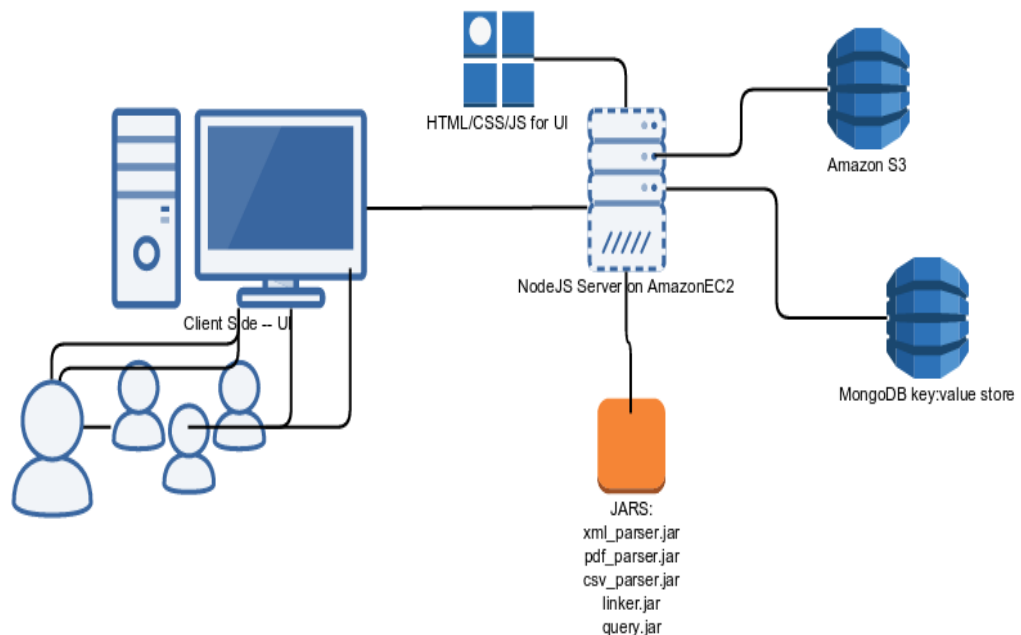 HTML/CSS/JS for UI
Amazon S3
NodeJS Server on AmazonEC2
Client Side -- UI
MongoDB key:value store
JARS:
xml_parser.jar
pdf_parser.jar
csv_parser.jar
linker.jar
query.jar